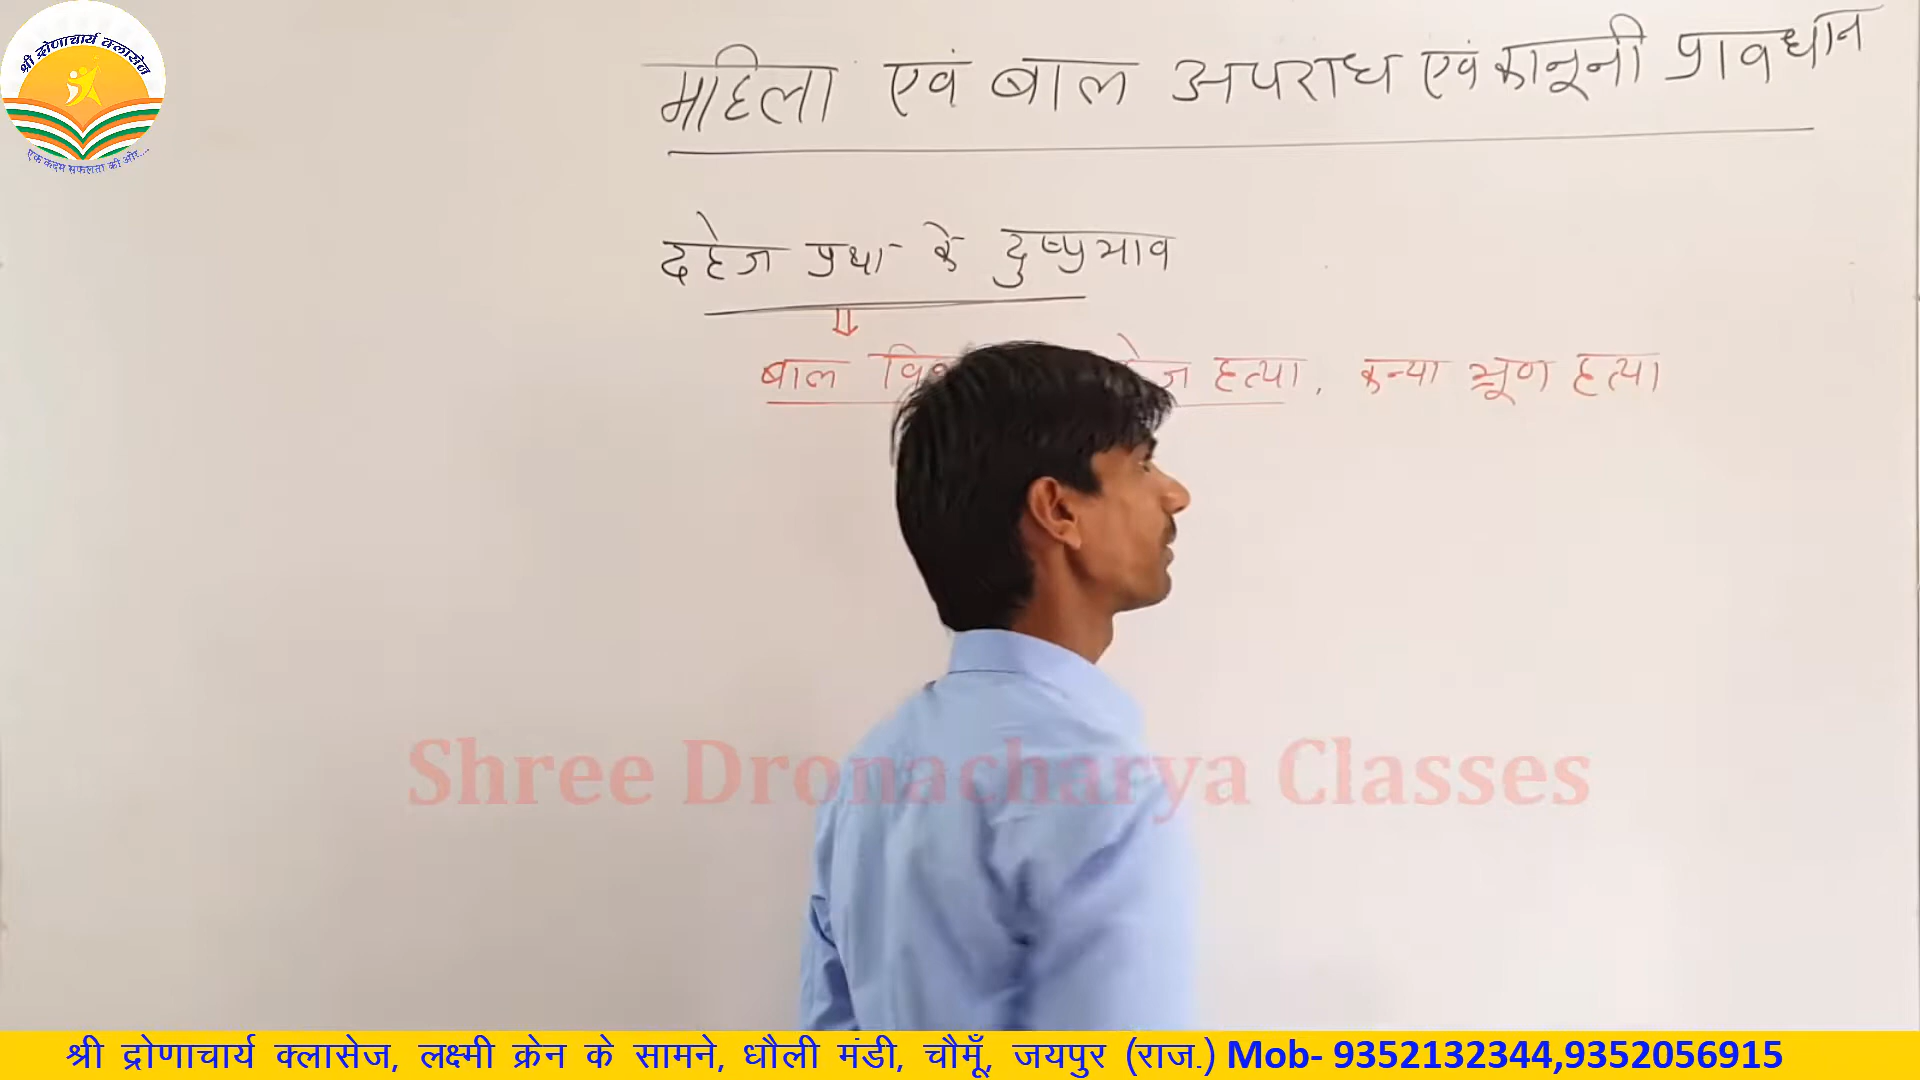 श्री द्रोणाचार्य क्लासेज
एक कदम सफलता की ओर....
महिला एवं बाल अपराध एवं कानूनी प्रावधान
दहेज प्रथा के दुष्प्रभाव
बाल हत्या, कन्या भ्रूण हत्या
Shree Dronacharya Classes
श्री द्रोणाचार्य क्लासेज, लक्ष्मी क्रेन के सामने, धौली मंडी, चौमूँ, जयपुर (राज.) Mob- 9352132344,9352056915